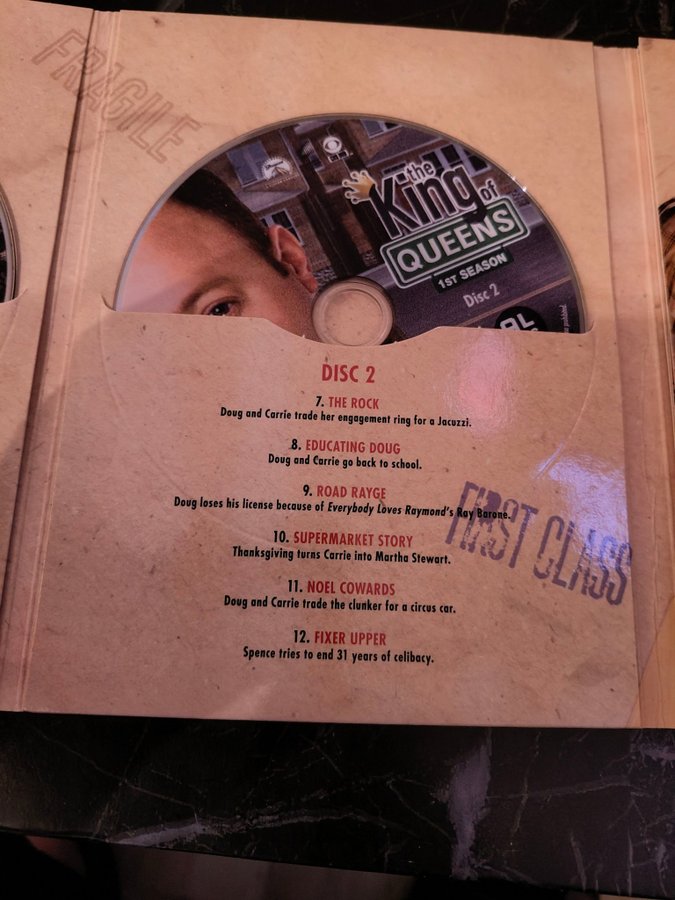 FRAGILE
the
King of
QUEENS
1ST SEASON
Disc 2
AL
DISC 2
7. THE ROCK
Doug and Carrie trade her engagement ring for a Jacuzzi.
8. EDUCATING DOUG
Doug and Carrie go back to school.
9. ROAD RAYGE
Doug loses his license because of Everybody Loves Raymond's Ray Barone.
10. SUPERMARKET STORY
Thanksgiving turns Carrie into Martha Stewart.
11. NOEL COWARDS
Doug and Carrie trade the clunker for a circus car.
12. FIXER UPPER
Spence tries to end 31 years of celibacy.
FIRST CLASS